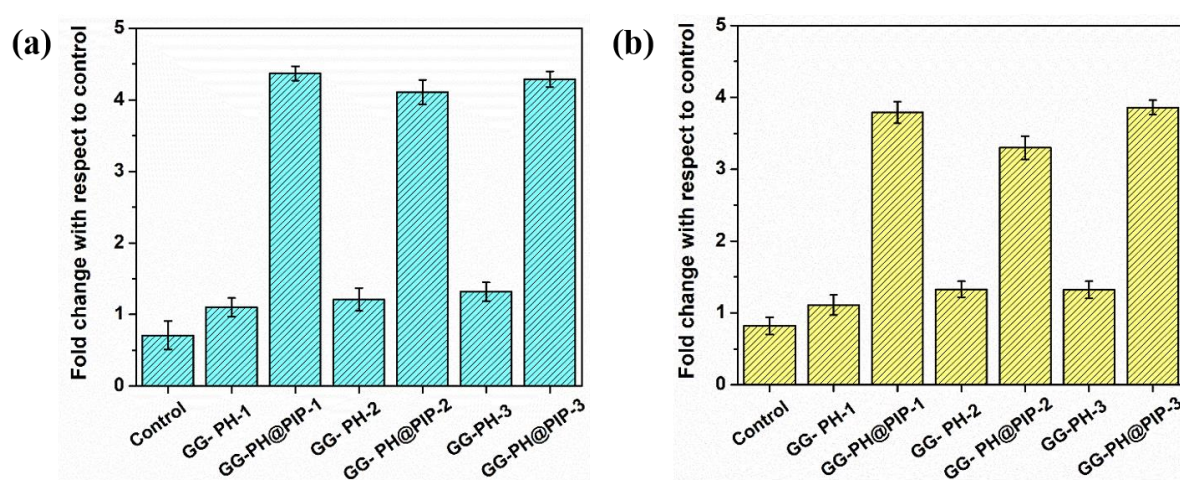 (a)
Fold change with respect to control
5
4
3
2
1
0
Control
GG- PH-1
GG-PH@PIP-1
GG- PH-2
GG- PH@PIP-2
GG-PH-3
GG-PH@PIP-3
(b)
Fold change with respect to control
5
4
3
2
1
0
Control
GG- PH-1
GG-PH@PIP-1
GG- PH-2
GG- PH@PIP-2
GG-PH-3
GG-PH@PIP-3